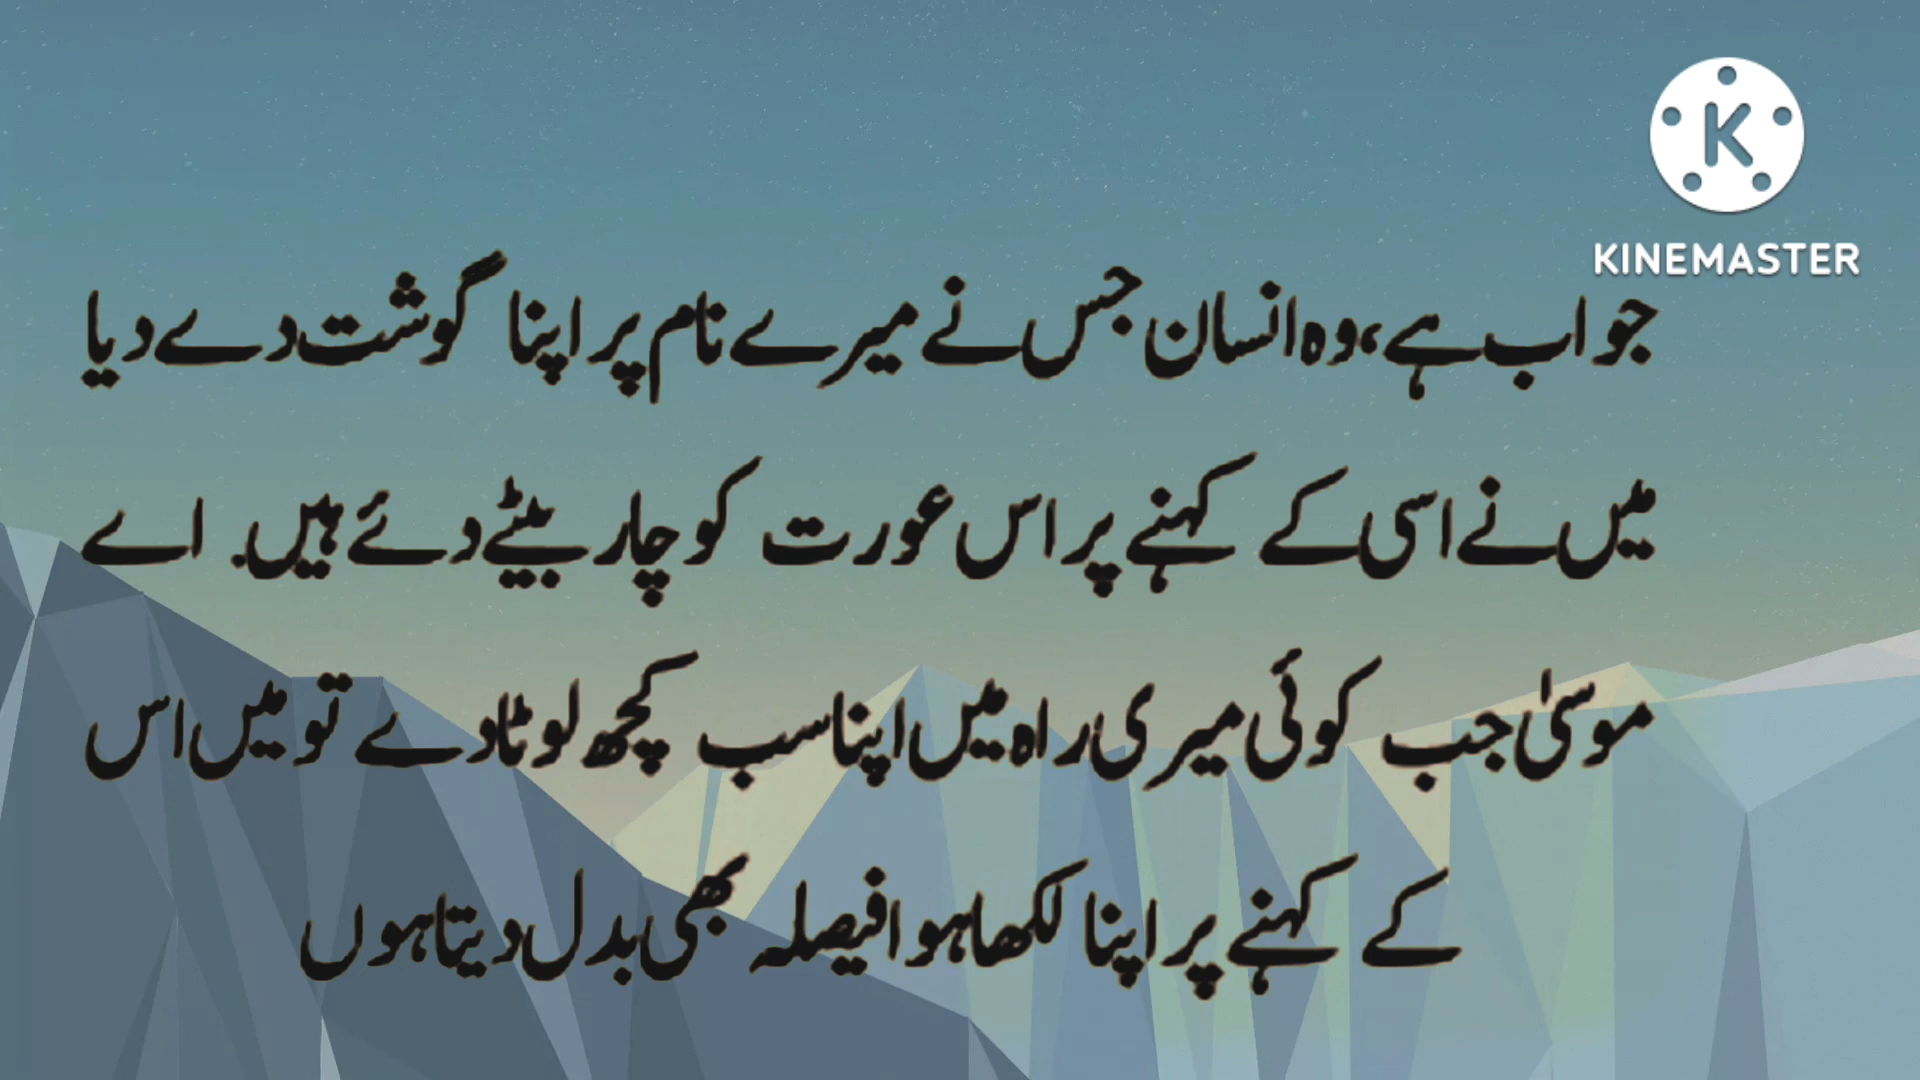 KINEMASTER
جواب ہے، وہ انسان جس نے میرے نام پر اپنا گوشت دے دیا
میں نے اسی کے کہنے پر اس عورت کو چار بیٹے دئے ہیں. اے
موسیٰ جب کوئی میری راہ میں اپنا سب کچھ لوٹا دے تو میں اس
کے کہنے پر اپنا لکھا ہوا فیصلہ بھی بدل دیتا ہوں